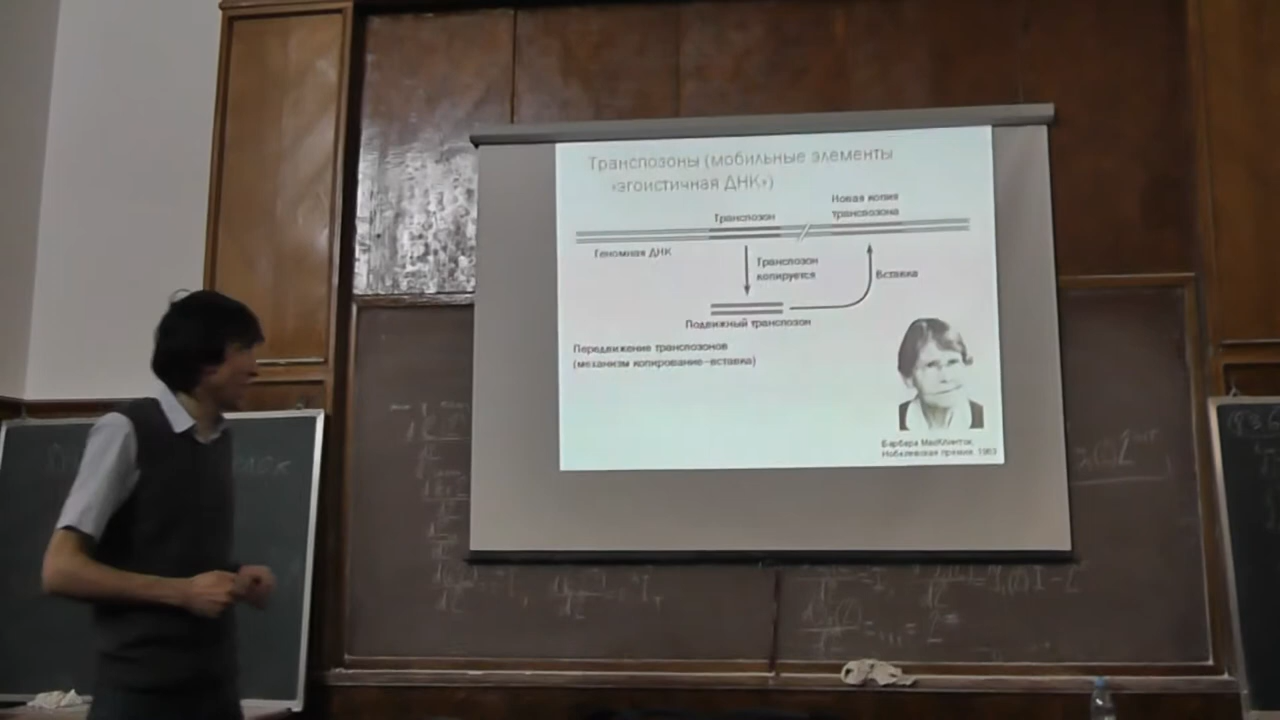 Транспозоны (мобильные элементы
«эгоистичная ДНК»)
Транспозон
Новая копия
транспозона
Геномная ДНК
Транспозон
копируется
Вставка
Подвижный транспозон
Передвижение транспозонов
(механизм копирование–вставка)
Барбара МакКлинток,
Нобелевская премия, 1983